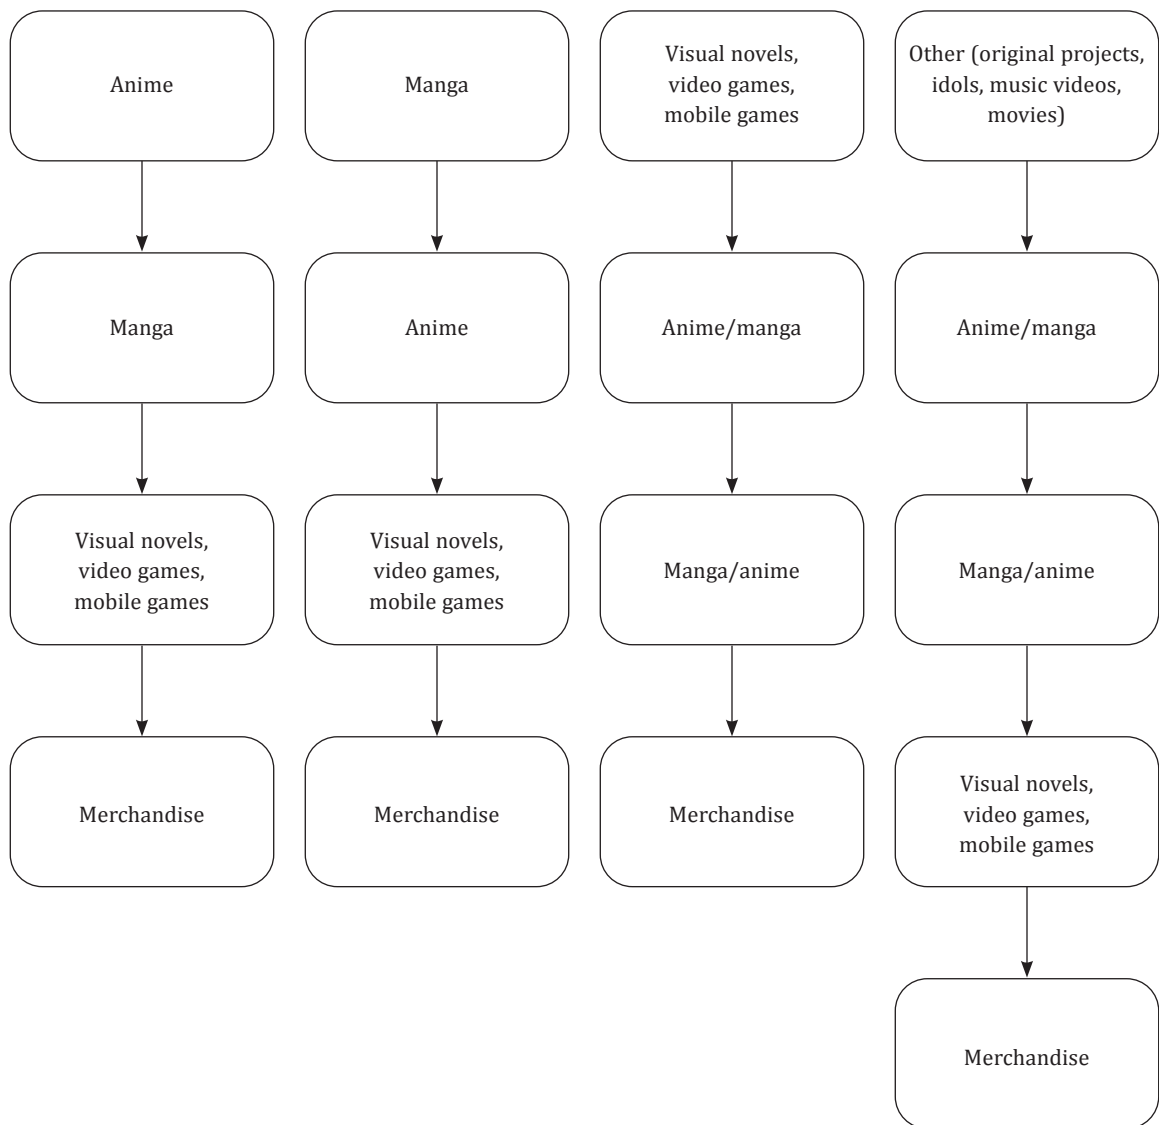 Anime
Manga
Visual novels,
video games,
mobile games
Other (original projects,
idols, music videos,
movies)
Manga
Anime
Anime/manga
Anime/manga
Visual novels,
video games,
mobile games
Visual novels,
video games,
mobile games
Manga/anime
Manga/anime
Merchandise
Merchandise
Merchandise
Visual novels,
video games,
mobile games
Merchandise